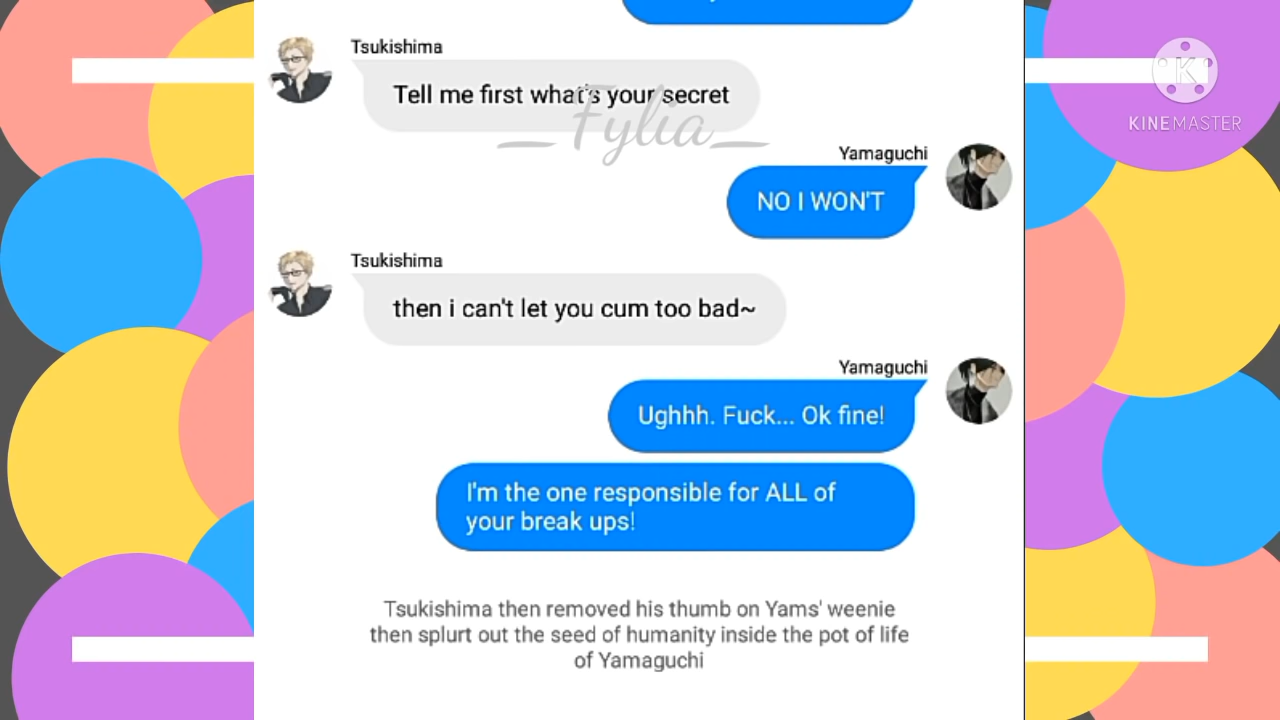 Tsukishima
Tell me first what's your secret
_Fylia_
KINEMASTER
Yamaguchi
NO I WON'T
Tsukishima
then i can't let you cum too bad~
Yamaguchi
Ughhh. Fuck... Ok fine!
I'm the one responsible for ALL of
your break ups!
Tsukishima then removed his thumb on Yams' weenie
then splurt out the seed of humanity inside the pot of life
of Yamaguchi